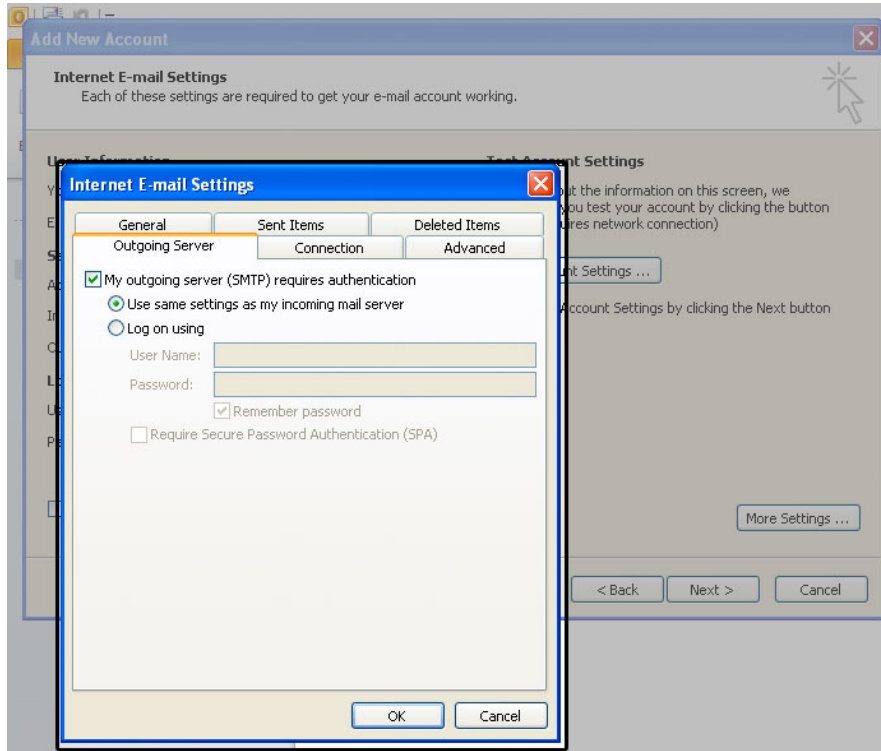 Add New Account
Internet E-mail Settings
Each of these settings are required to get your e-mail account working.
Test Account Settings
out the information on this screen, we
you test your account by clicking the button
network connection)
Settings ...
Account Settings by clicking the Next button
More Settings ...
< Back
Next >
Cancel
Internet E-mail Settings
General
Sent Items
Deleted Items
Outgoing Server
Connection
Advanced
My outgoing server (SMTP) requires authentication
Use same settings as my incoming mail server
Log on using
User Name:
Password:
Remember password
Require Secure Password Authentication (SPA)
OK
Cancel